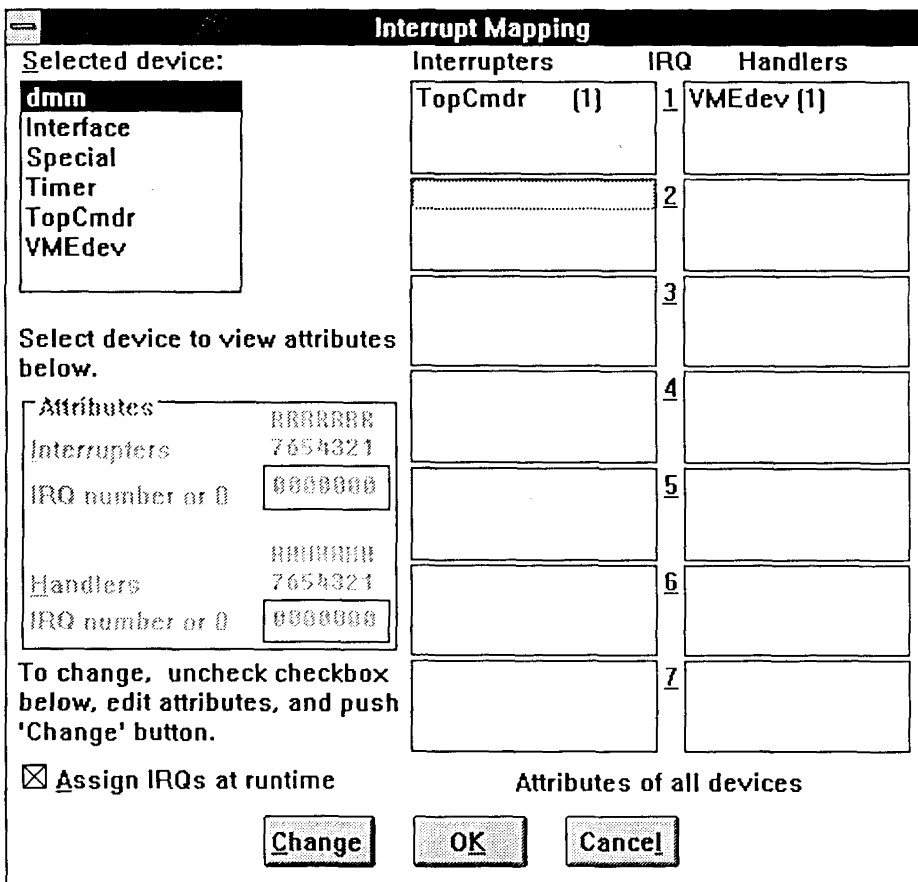 Interrupt Mapping
Selected device:
dmm
Interface
Special
Timer
TopCmdr
VMEdev
Select device to view attributes
below.
Attributes
RRRRRRR
Interrupters
7654321
IRQ number or 0
0000000
RRRRRRR
Handlers
7654321
IRQ number or 0
0000000
To change, uncheck checkbox
below, edit attributes, and push
'Change' button.
Assign IRQs at runtime
Interrupters IRQ Handlers
TopCmdr (1) 1 VMEdev (1)
2
3
4
5
6
7
Attributes of all devices
Change OK Cancel